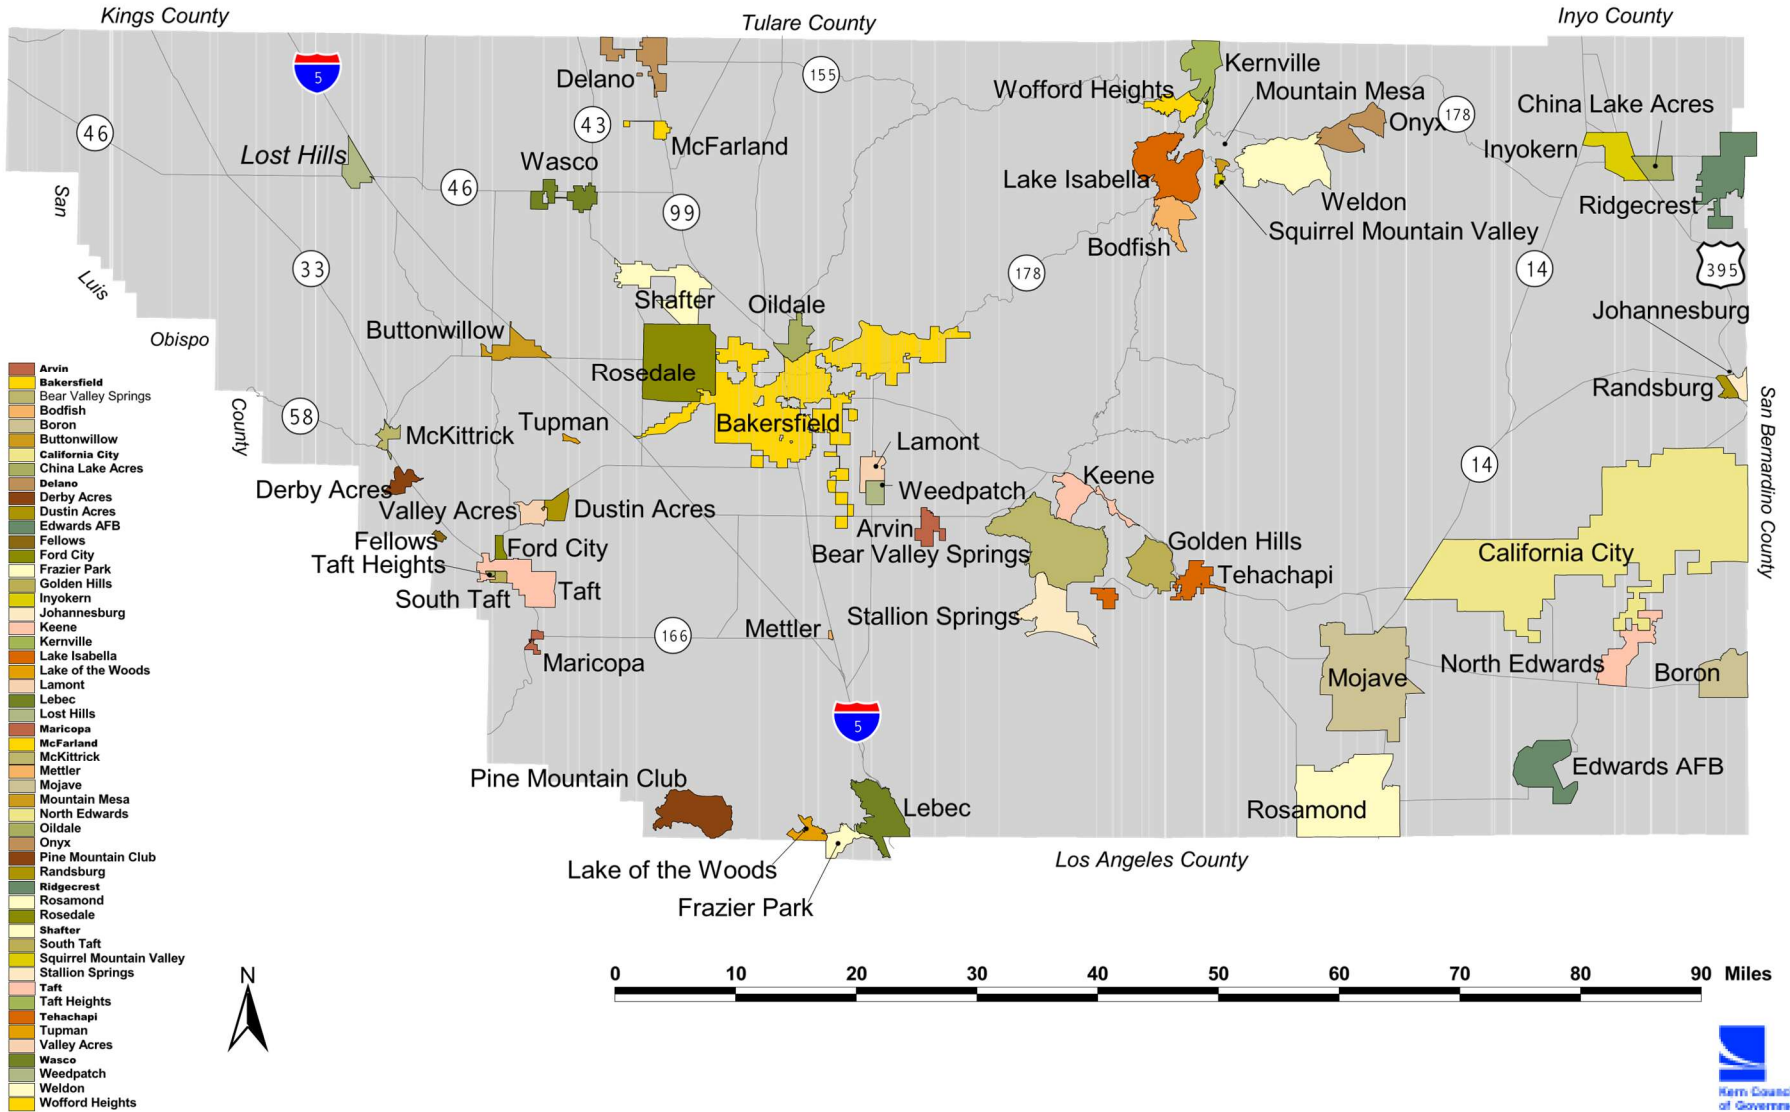 Kings County
Tulare County
Inyo County
5
Delano
155
Kernville
Wofford Heights
Mountain Mesa
China Lake Acres
46
43
178
Onyx
McFarland
Inyokern
Lost Hills
Wasco
46
Lake Isabella
Weldon
San
99
Ridgecrest
Squirrel Mountain Valley
Bodfish
33
178
14
395
Luis
Shafter
Oildale
Johannesburg
Buttonwillow
Obispo
Rosedale
Randsburg
County
58
Tupman
Bakersfield
McKittrick
Lamont
San Bernardino County
14
Keene
Derby Acres
Weedpatch
Valley Acres
Dustin Acres
Arvin
Fellows
Ford City
Bear Valley Springs
Golden Hills
California City
Taft Heights
Tehachapi
South Taft
Taft
Stallion Springs
Mettler
166
Maricopa
North Edwards
Boron
Mojave
5
Pine Mountain Club
Edwards AFB
Lebec
Rosamond
Los Angeles County
Lake of the Woods
Frazier Park
Arvin
Bakersfield
Bear Valley Springs
Bodfish
Boron
Buttonwillow
California City
China Lake Acres
Delano
Derby Acres
Dustin Acres
Edwards AFB
Fellows
Ford City
Frazier Park
Golden Hills
Inyokern
Johannesburg
Keene
Kernville
Lake Isabella
Lake of the Woods
Lamont
Lebec
Lost Hills
Maricopa
McFarland
McKittrick
Mettler
Mojave
Mountain Mesa
North Edwards
Oildale
Onyx
Pine Mountain Club
Randsburg
Ridgecrest
Rosamond
Rosedale
Shafter
South Taft
Squirrel Mountain Valley
Stallion Springs
Taft
Taft Heights
Tehachapi
Tupman
Valley Acres
Wasco
Weedpatch
Weldon
Wofford Heights
N
0 10 20 30 40 50 60 70 80 90 Miles
Kern Counc
of Governm